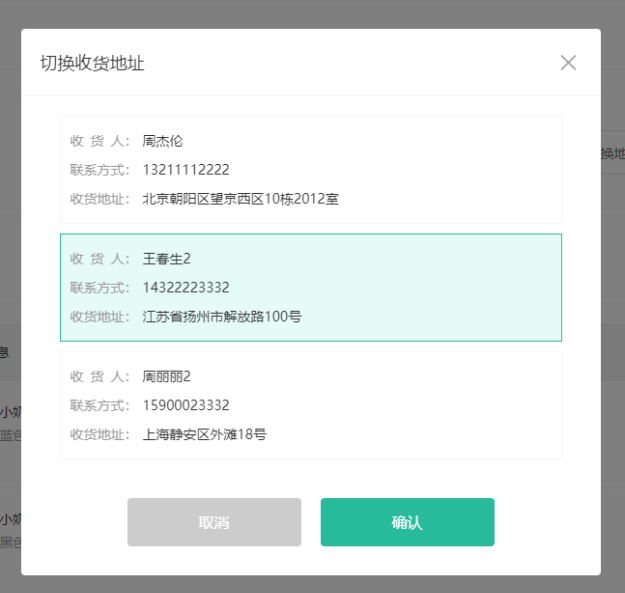 切换收货地址
换地
收 货 人： 周杰伦
联系方式： 13211112222
收货地址： 北京朝阳区望京西区10栋2012室
收 货 人： 王春生2
联系方式： 14322223332
收货地址： 江苏省扬州市解放路100号
息
收 货 人： 周丽丽2
联系方式： 15900023332
收货地址： 上海静安区外滩18号
小奶
蓝色
取消
确认
小奶
黑色